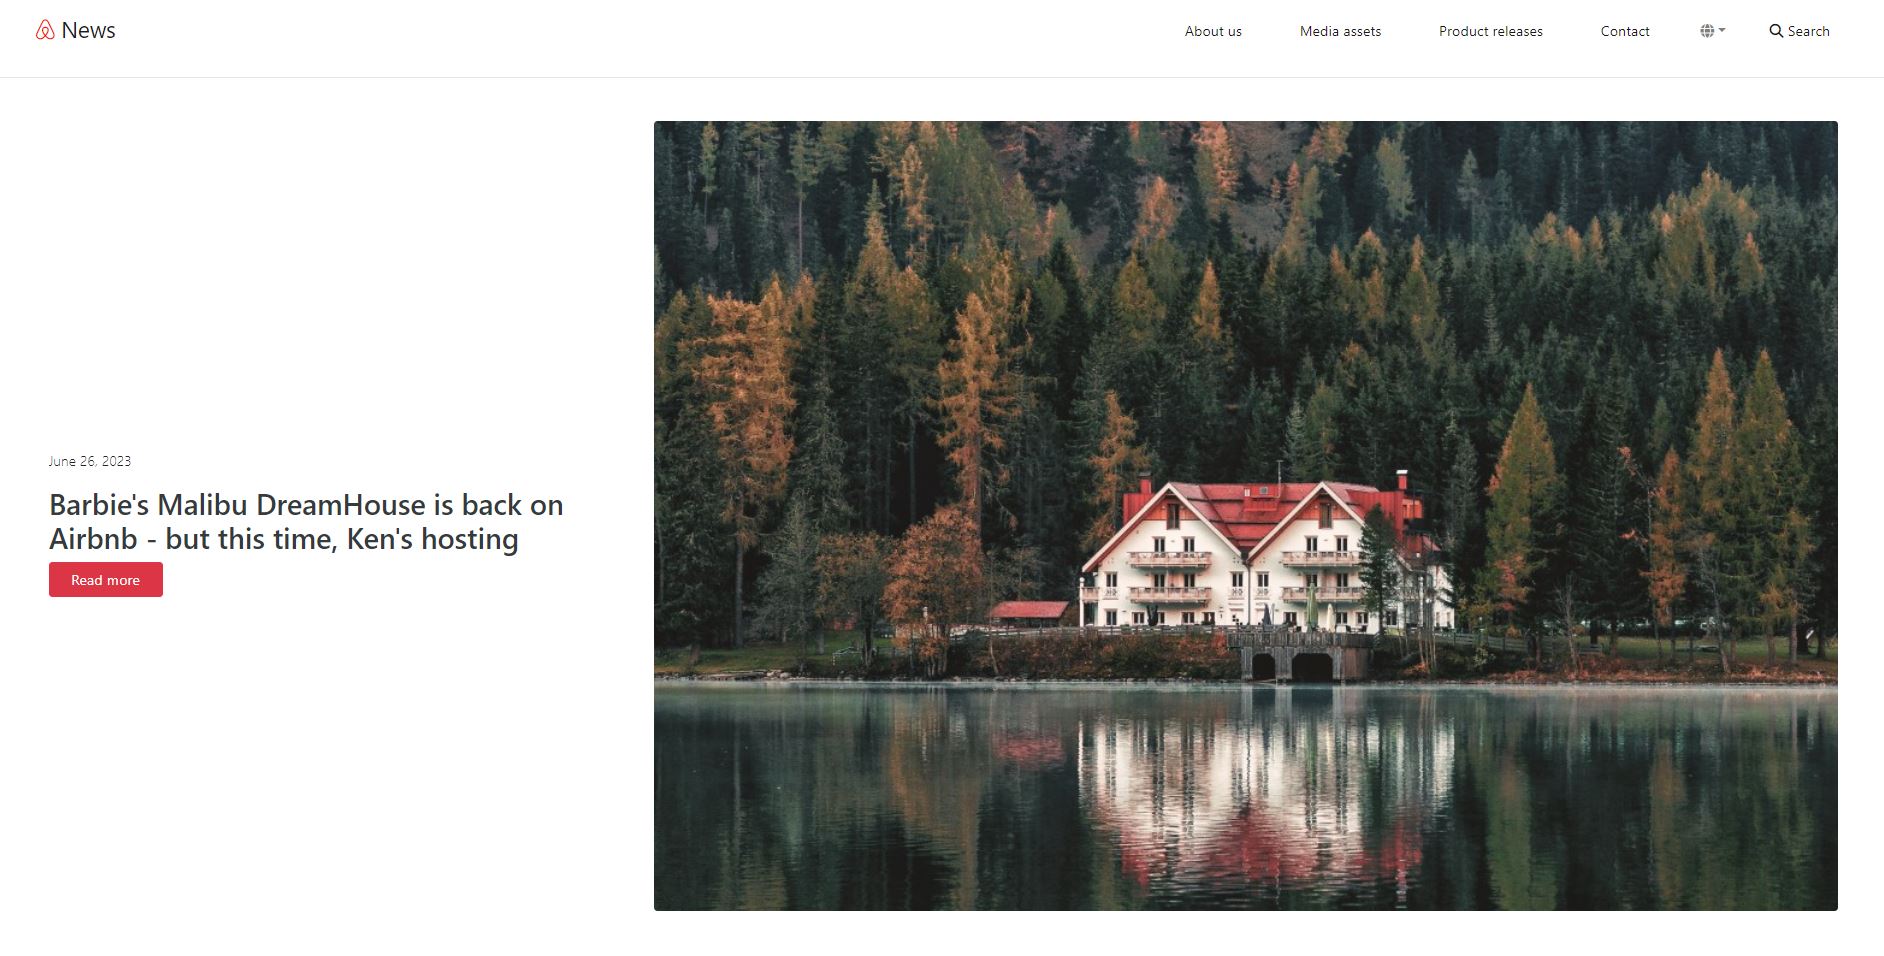 News
About us
Media assets
Product releases
Contact
Search
June 26, 2023
Barbie's Malibu DreamHouse is back on
Airbnb - but this time, Ken's hosting
Read more